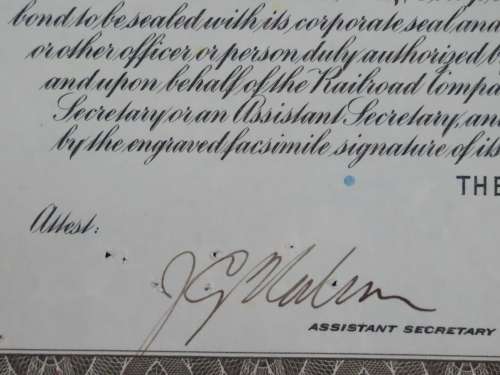 bond to be sealed with its corporate seal and
or other officer or person duly authorized b
and upon behalf of the Railroad Compa
Secretary or an Assistant Secretary, and
by the engraved facsimile signature of its
THE
Attest:
ASSISTANT SECRETARY